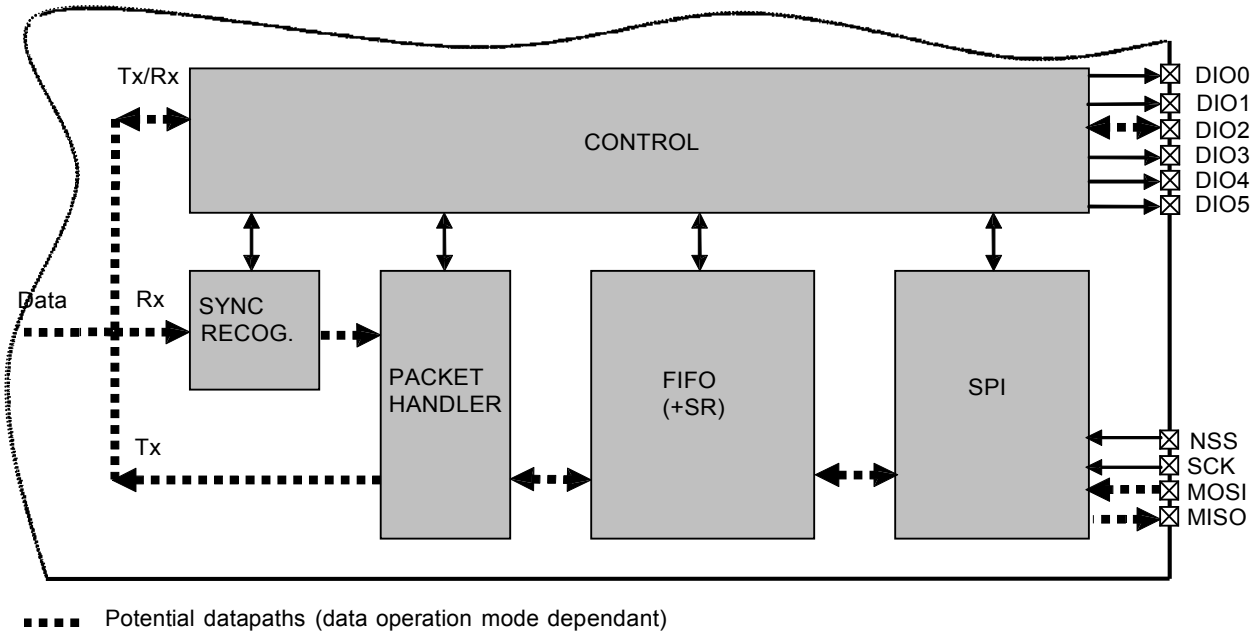 Tx/Rx
CONTROL
DIO0
DIO1
DIO2
DIO3
DIO4
DIO5
Data
Rx
SYNC
RECOG.
PACKET
HANDLER
FIFO
(+SR)
SPI
Tx
NSS
SCK
MOSI
MISO
Potential datapaths (data operation mode dependant)